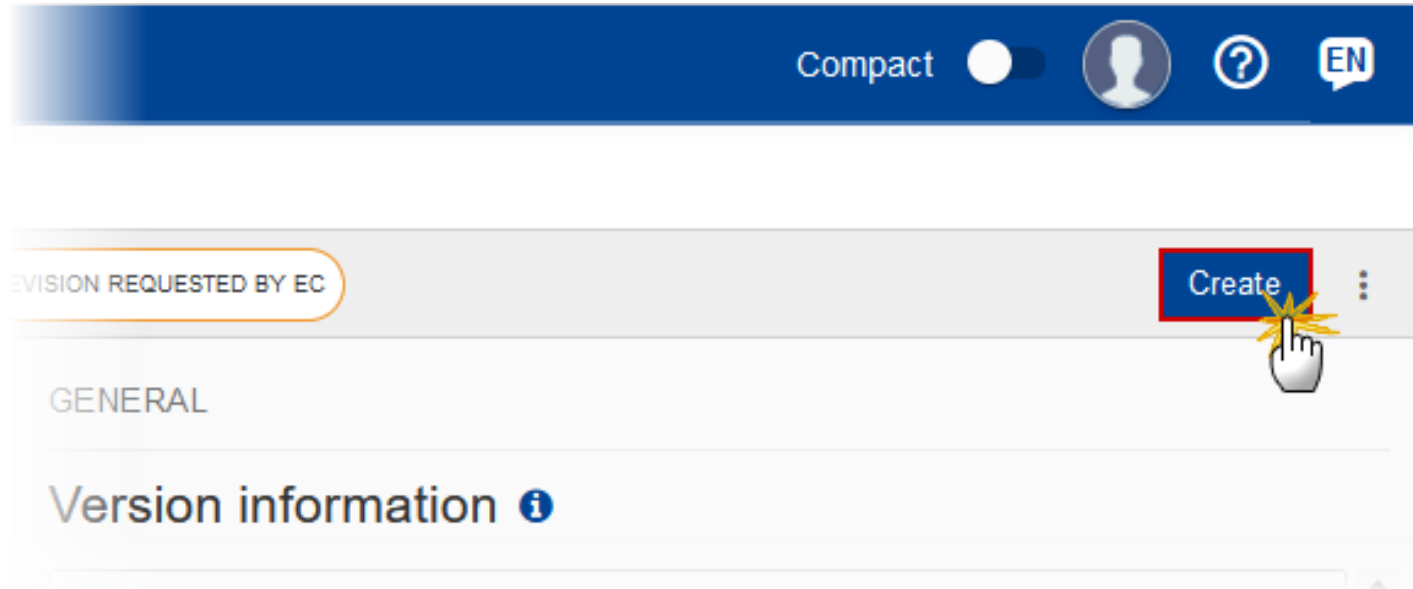 Compact
EN
EVISION REQUESTED BY EC
Create
GENERAL
Version information